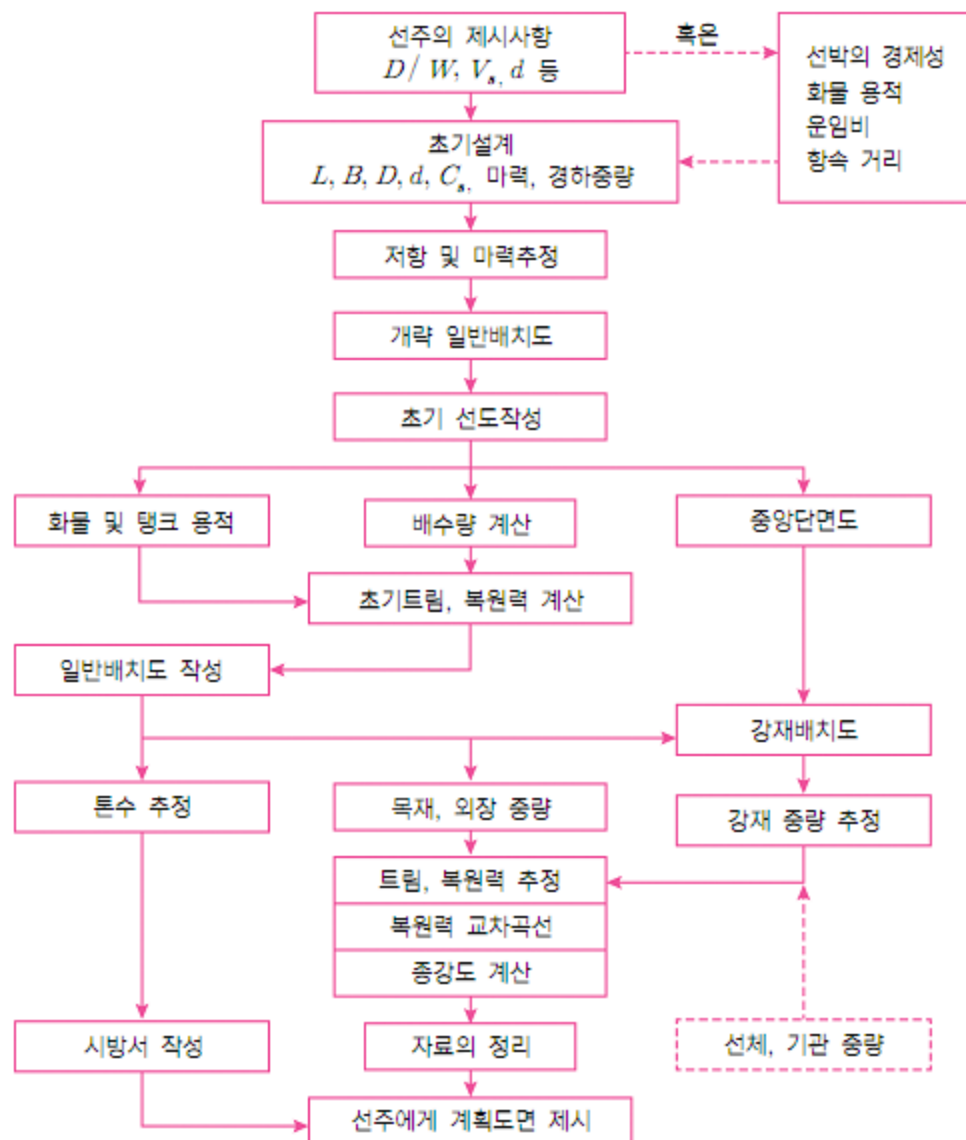 선주의 제시사항
D / W, Vs, d 등
혹은
선박의 경제성
화물 용적
운임비
항속 거리
초기설계
L, B, D, d, Cs, 마력, 경하중량
저항 및 마력추정
개략 일반배치도
초기 선도작성
화물 및 탱크 용적
배수량 계산
중앙단면도
초기트림, 복원력 계산
일반배치도 작성
강재배치도
톤수 추정
목재, 외장 중량
강재 중량 추정
트림, 복원력 추정
복원력 교차곡선
종강도 계산
시방서 작성
자료의 정리
선체, 기관 중량
선주에게 계획도면 제시